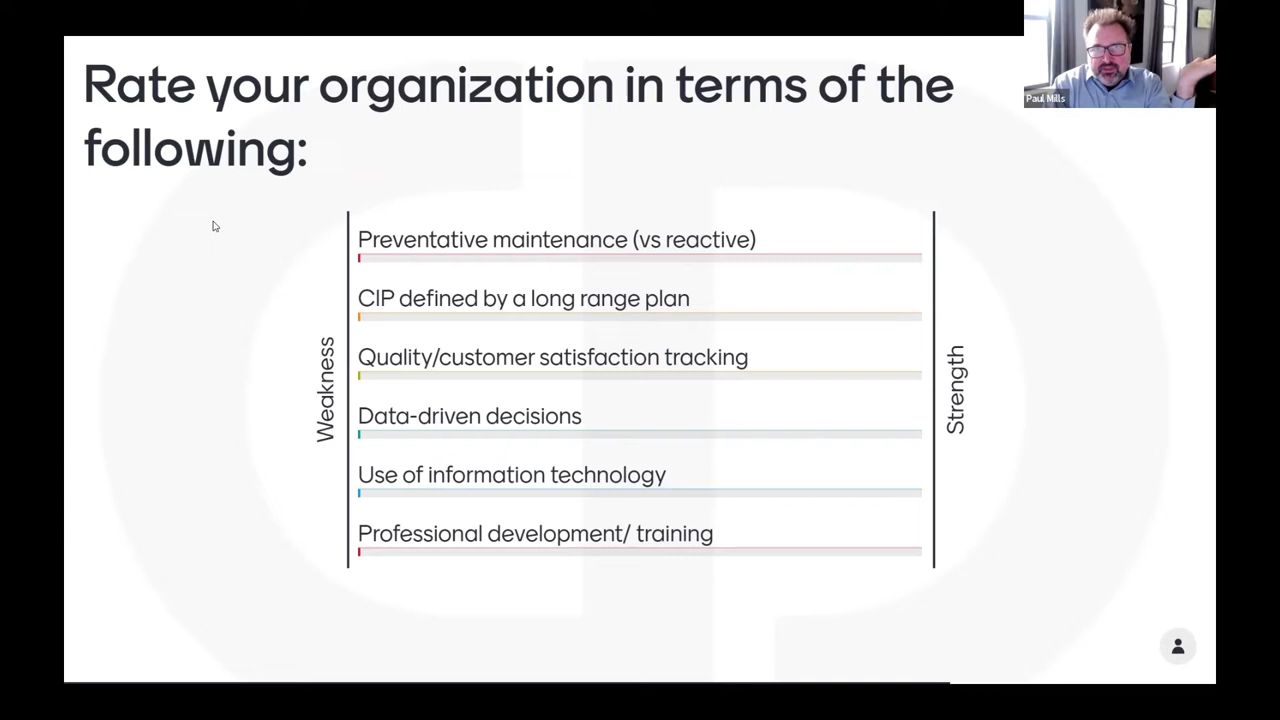 Rate your organization in terms of the
following:
Paul Mills
Preventative maintenance (vs reactive)
CIP defined by a long range plan
Quality/customer satisfaction tracking
Data-driven decisions
Use of information technology
Professional development/ training
Weakness
Strength